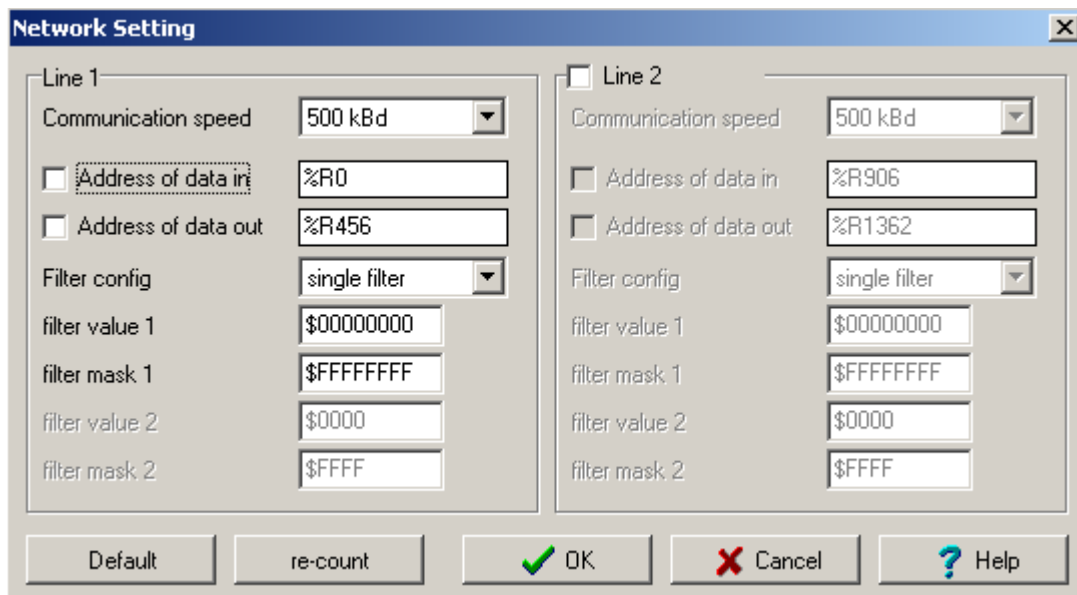 Network Setting
Line 1
Communication speed 500 kBd
Address of data in %R0
Address of data out %R456
Filter config single filter
filter value 1 $00000000
filter mask 1 $FFFFFFFF
filter value 2 $0000
filter mask 2 $FFFF
Line 2
Communication speed 500 kBd
Address of data in %R906
Address of data out %R1362
Filter config single filter
filter value 1 $00000000
filter mask 1 $FFFFFFFF
filter value 2 $0000
filter mask 2 $FFFF
Default re-count OK Cancel Help